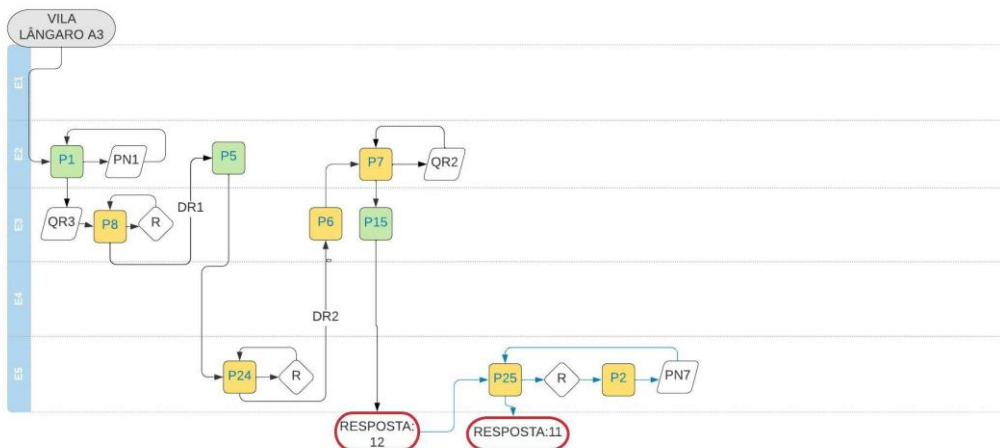 VILA
LÂNGARO A3
E1
E2
P1
PN1
P5
P7
QR2
E3
QR3
P8
R
DR1
P6
P15
E4
DR2
E5
P24
R
P25
R
P2
PN7
RESPOSTA:
12
RESPOSTA:11